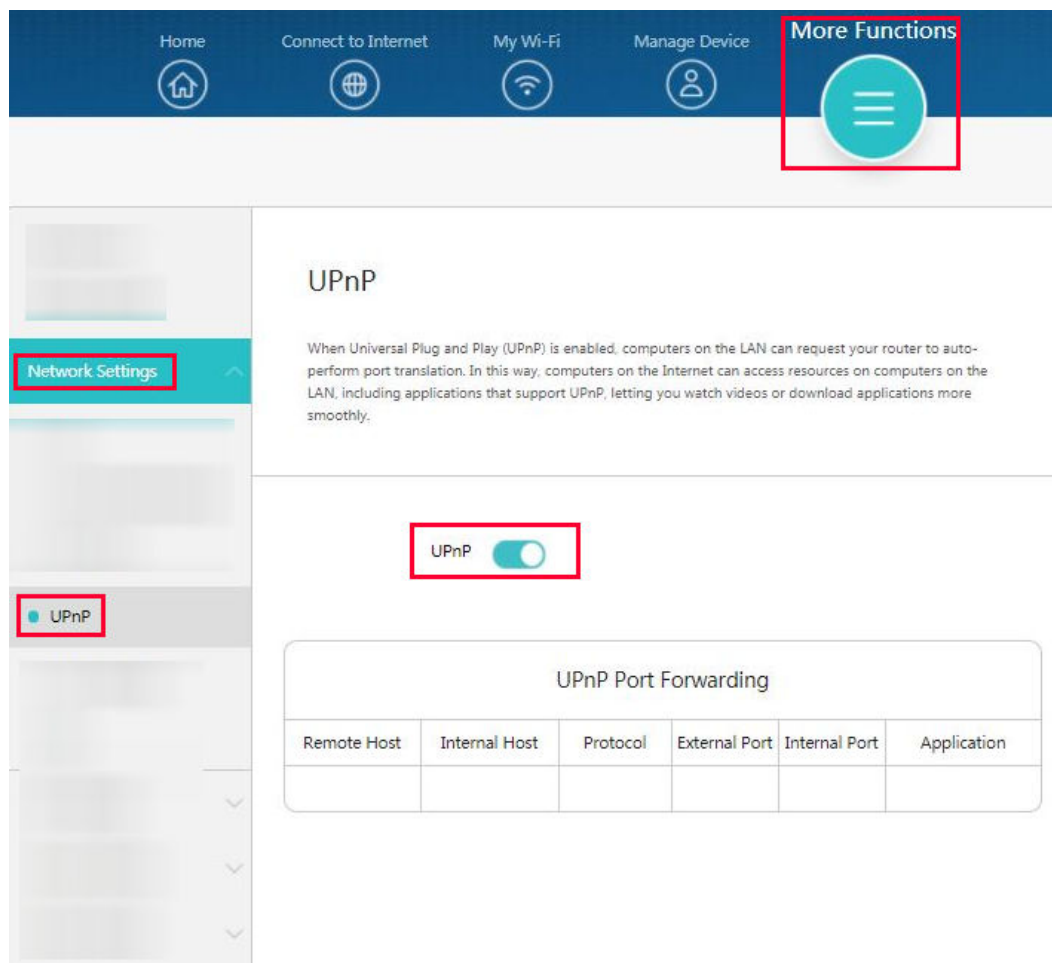 Home Connect to Internet My Wi-Fi Manage Device More Functions
UPnP
When Universal Plug and Play (UPnP) is enabled, computers on the LAN can request your router to auto-
perform port translation. In this way, computers on the Internet can access resources on computers on the
LAN, including applications that support UPnP, letting you watch videos or download applications more
smoothly.
Network Settings
UPnP
UPnP
UPnP Port Forwarding
Remote Host Internal Host Protocol External Port Internal Port Application